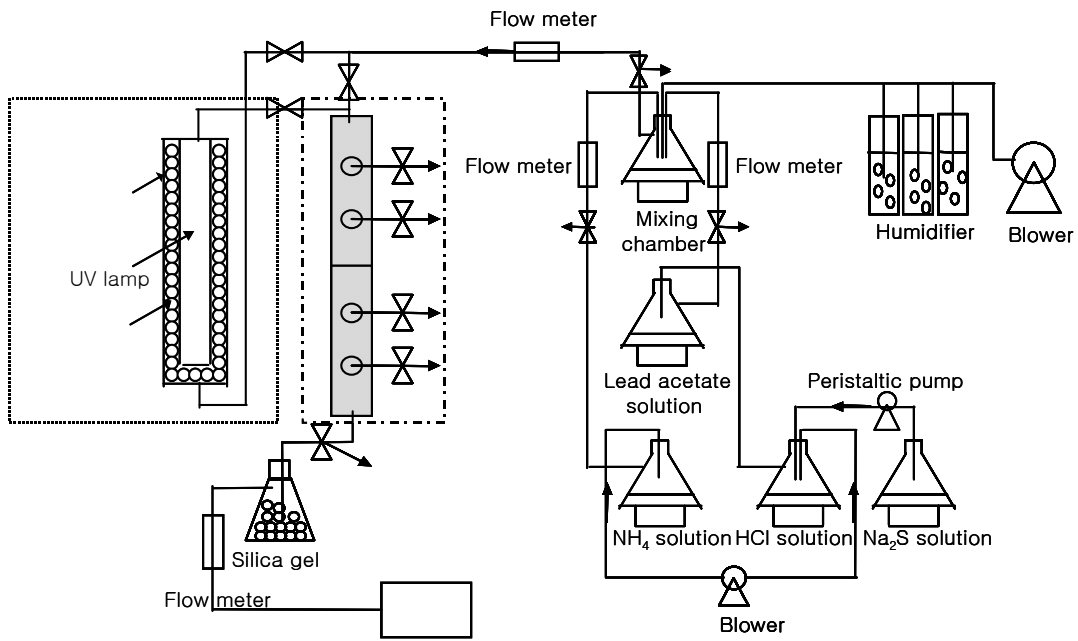 Flow meter
Flow meter
Flow meter
Mixing
chamber
Humidifier
Blower
UV lamp
Lead acetate
solution
Peristaltic pump
NH₄ solution
HCl solution
Na₂S solution
Silica gel
Flow meter
Blower